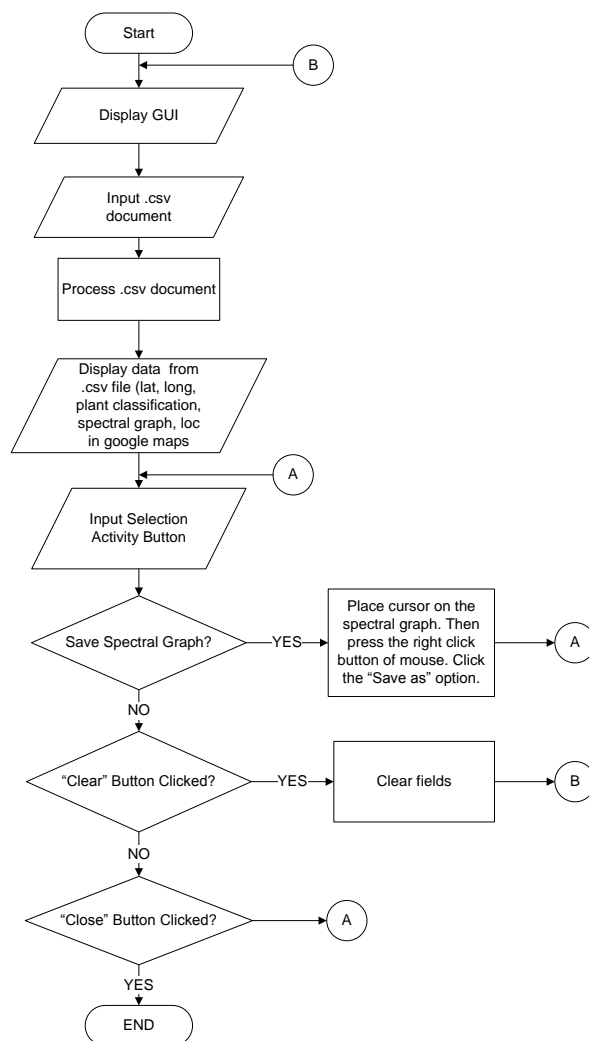 Start
B
Display GUI
Input .csv
document
Process .csv document
Display data from
.csv file (lat, long,
plant classification,
spectral graph, loc
in google maps
A
Input Selection
Activity Button
Save Spectral Graph?
YES
Place cursor on the
spectral graph. Then
press the right click
button of mouse. Click
the “Save as” option.
A
NO
“Clear” Button Clicked?
YES
Clear fields
B
NO
“Close” Button Clicked?
A
YES
END